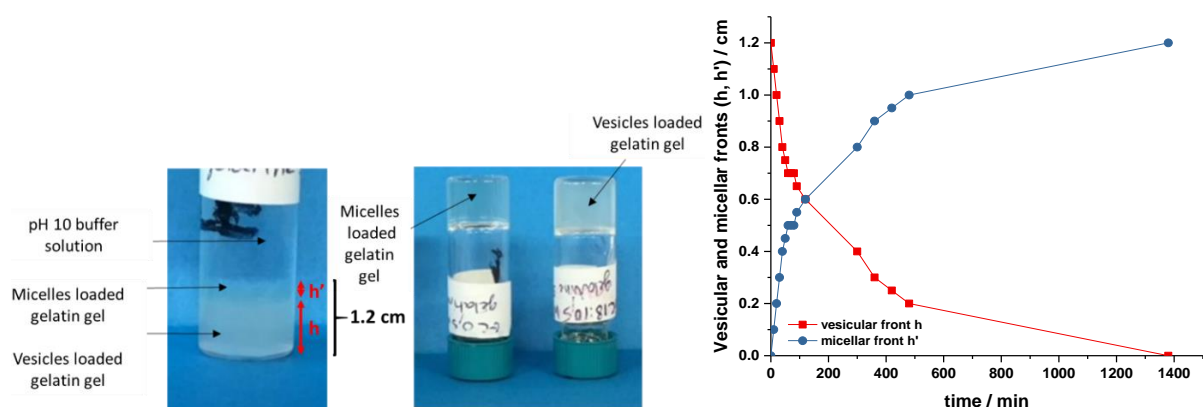 pH 10 buffer
solution
Micelles loaded
gelatin gel
Vesicles loaded
gelatin gel
h'
h
1.2 cm
Micelles
loaded
gelatin
gel
Vesicles loaded
gelatin gel
Vesicular and micellar fronts (h, h') / cm
1.2
1.0
0.8
0.6
0.4
0.2
0.0
vesicular front h
micellar front h'
0
200
400
600
800
1000
1200
1400
time / min